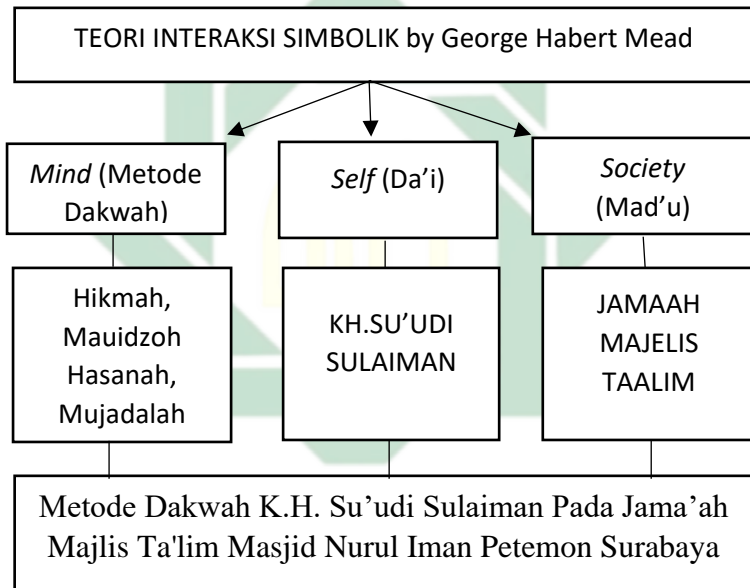 TEORI INTERAKSI SIMBOLIK by George Habert Mead
Mind (Metode
Dakwah)
Self (Da'i)
Society
(Mad'u)
Hikmah,
Mauidzoh
Hasanah,
Mujadalah
KH.SU'UDI
SULAIMAN
JAMAAH
MAJELIS
TAALIM
Metode Dakwah K.H. Su'udi Sulaiman Pada Jama'ah
Majlis Ta'lim Masjid Nurul Iman Petemon Surabaya